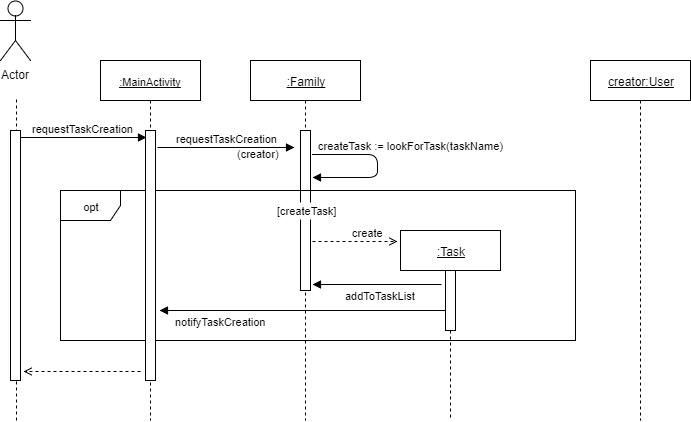 Actor
:MainActivity
:Family
creator:User
requestTaskCreation
requestTaskCreation
(creator)
createTask := lookForTask(taskName)
opt
[createTask]
create
:Task
addToTaskList
notifyTaskCreation